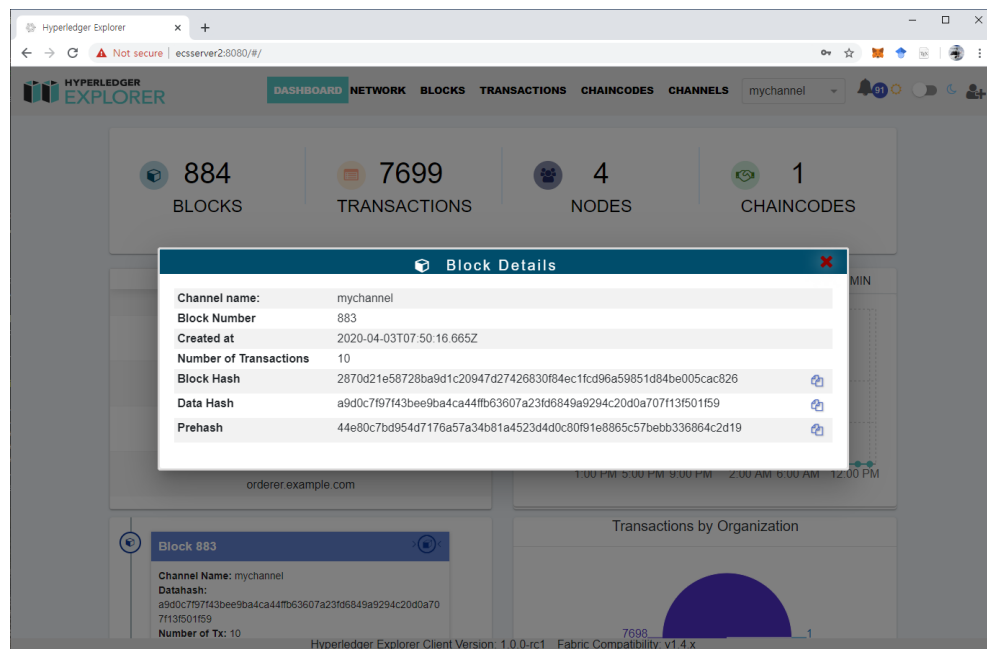 Hyperledger Explorer
Not secure | ecsserver2:8080/#/
HYPERLEDGER
EXPLORER
DASHBOARD NETWORK BLOCKS TRANSACTIONS CHAINCODES CHANNELS mychannel 91
884 7699 4 1
BLOCKS TRANSACTIONS NODES CHAINCODES
Block Details
MIN
Channel name: mychannel
Block Number 883
Created at 2020-04-03T07:50:16.665Z
Number of Transactions 10
Block Hash 2870d21e58728ba9d1c20947d27426830f84ec1fcd96a59851d84be005cac826
Data Hash a9d0c7f97f43bee9ba4ca44ffb63607a23fd6849a9294c20d0a707f13f501f59
Prehash 44e80c7bd954d7176a57a34b81a4523d4d0c80f91e8865c57bebb336864c2d19
1:00 PM 5:00 PM 9:00 PM 2:00 AM 6:00 AM 12:00 PM
orderer.example.com
Transactions by Organization
Block 883
Channel Name: mychannel
Datahash:
a9d0c7f97f43bee9ba4ca44ffb63607a23fd6849a9294c20d0a70
7f13f501f59
Number of Tx: 10
7698 1
Hyperledger Explorer Client Version: 1.0.0-rc1 Fabric Compatibility: v1.4.x